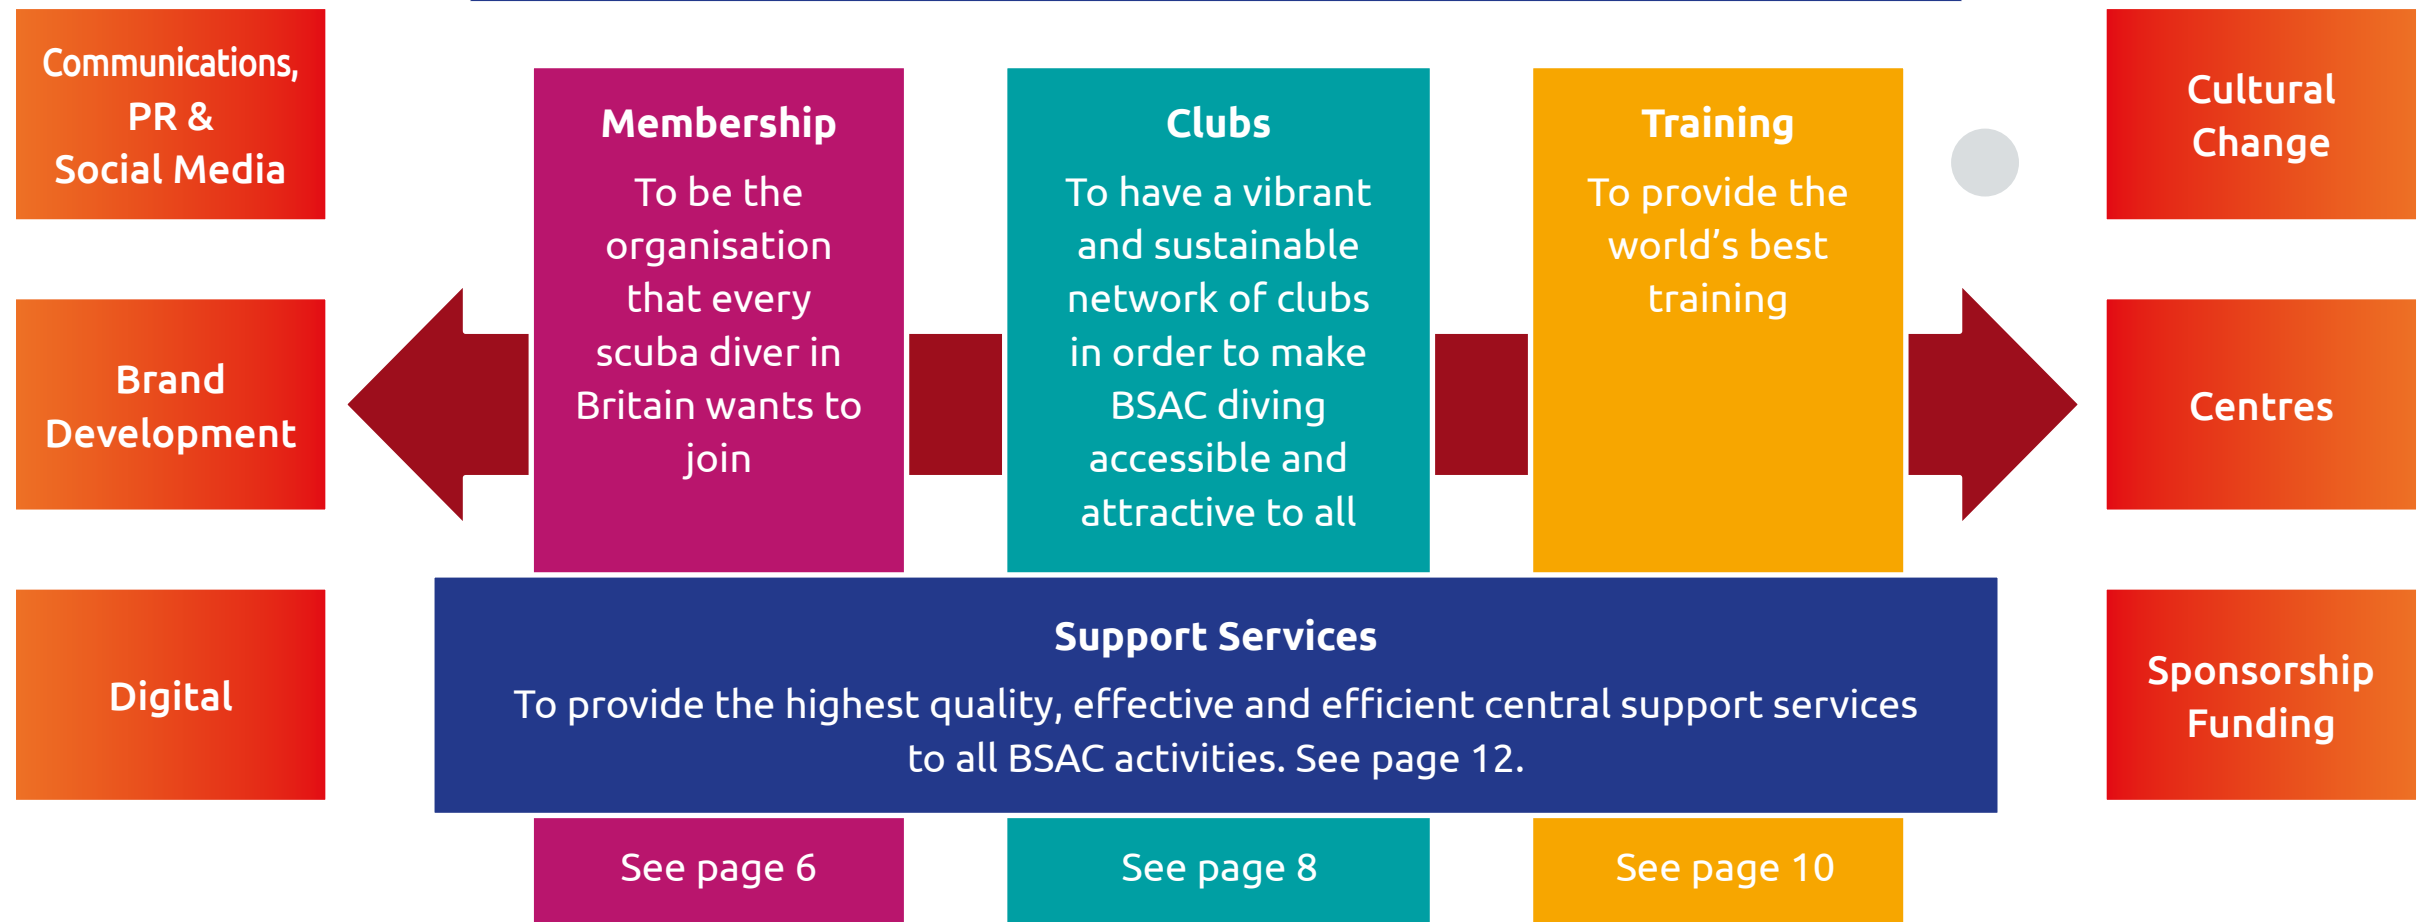 Communications,
PR &
Social Media
Brand
Development
Digital
Membership
To be the
organisation
that every
scuba diver in
Britain wants to
join
Clubs
To have a vibrant
and sustainable
network of clubs
in order to make
BSAC diving
accessible and
attractive to all
Training
To provide the
world’s best
training
Cultural
Change
Centres
Sponsorship
Funding
Support Services
To provide the highest quality, effective and efficient central support services
to all BSAC activities. See page 12.
See page 6
See page 8
See page 10